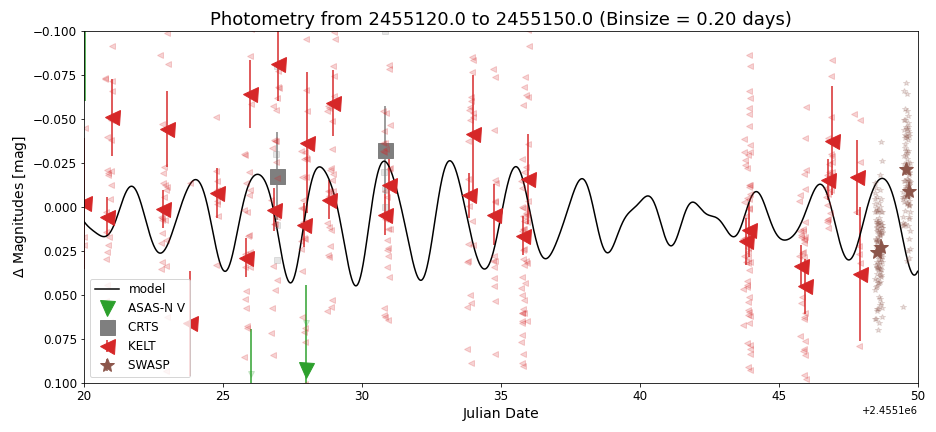 Photometry from 2455120.0 to 2455150.0 (Binsize = 0.20 days)
−0.100
−0.075
−0.050
−0.025
0.000
0.025
0.050
0.075
0.100
Δ Magnitudes [mag]
model
ASAS-N V
CRTS
KELT
SWASP
20 25 30 35 40 45 50
Julian Date
+2.4551e6